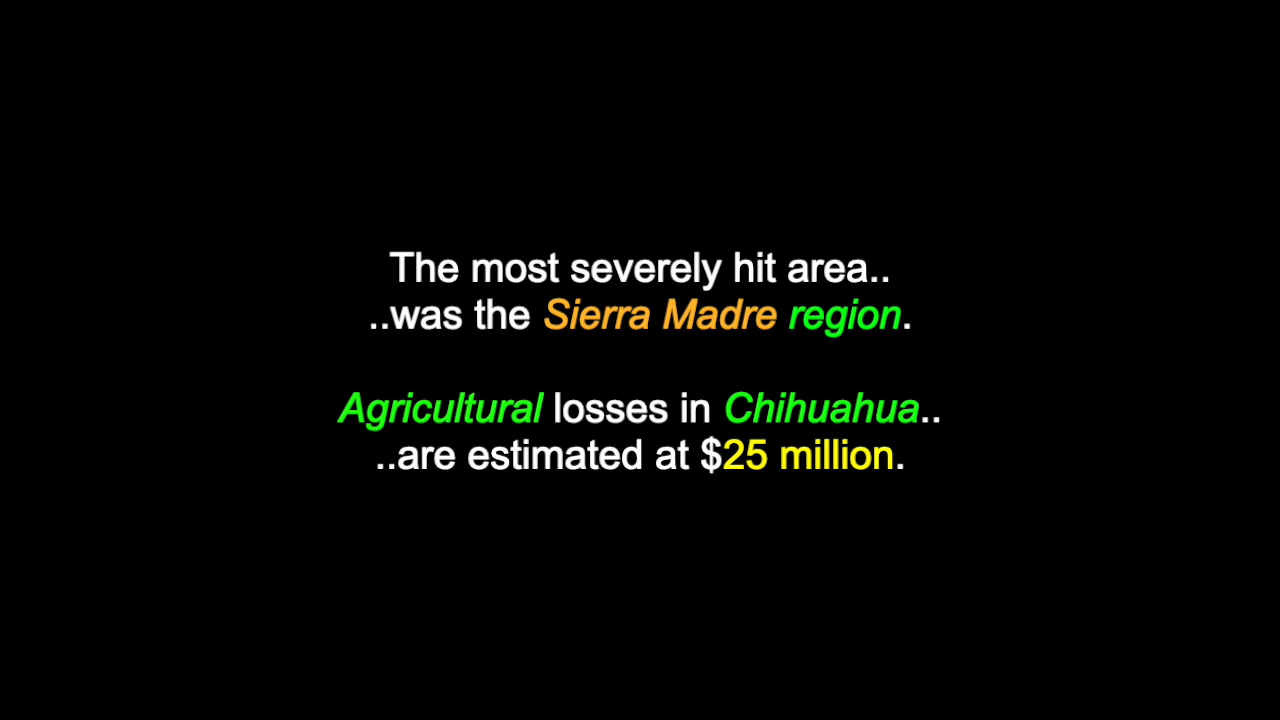 The most severely hit area..
..was the Sierra Madre region.
Agricultural losses in Chihuahua..
..are estimated at $25 million.